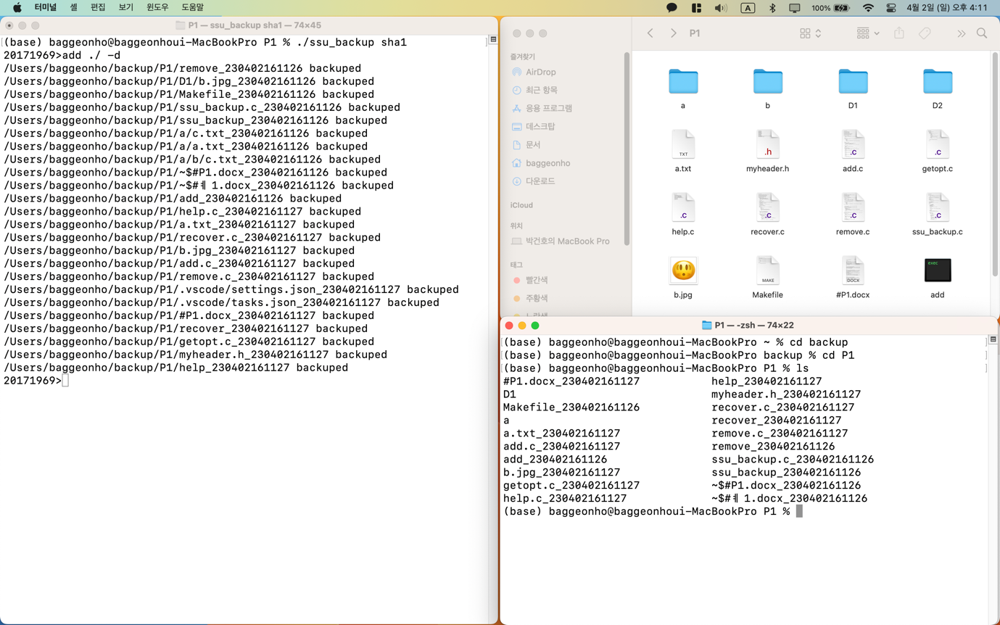 터미널 셸 편집 보기 윈도우 도움말
A 100% 4월 2일 (일) 오후 4:11
P1 — ssu_backup sha1 — 74×45
(base) baggeonho@baggeonhoui-MacBookPro P1 % ./ssu_backup sha1
20171969>add ./ -d
/Users/baggeonho/backup/P1/remove_230402161126 backuped
/Users/baggeonho/backup/P1/D1/b.jpg_230402161126 backuped
/Users/baggeonho/backup/P1/Makefile_230402161126 backuped
/Users/baggeonho/backup/P1/ssu_backup.c_230402161126 backuped
/Users/baggeonho/backup/P1/ssu_backup_230402161126 backuped
/Users/baggeonho/backup/P1/a/c.txt_230402161126 backuped
/Users/baggeonho/backup/P1/a/a.txt_230402161126 backuped
/Users/baggeonho/backup/P1/a/b/c.txt_230402161126 backuped
/Users/baggeonho/backup/P1/~$#P1.docx_230402161126 backuped
/Users/baggeonho/backup/P1/~$#ㅔ1.docx_230402161126 backuped
/Users/baggeonho/backup/P1/add_230402161126 backuped
/Users/baggeonho/backup/P1/help.c_230402161127 backuped
/Users/baggeonho/backup/P1/a.txt_230402161127 backuped
/Users/baggeonho/backup/P1/recover.c_230402161127 backuped
/Users/baggeonho/backup/P1/b.jpg_230402161127 backuped
/Users/baggeonho/backup/P1/add.c_230402161127 backuped
/Users/baggeonho/backup/P1/remove.c_230402161127 backuped
/Users/baggeonho/backup/P1/.vscode/settings.json_230402161127 backuped
/Users/baggeonho/backup/P1/.vscode/tasks.json_230402161127 backuped
/Users/baggeonho/backup/P1/#P1.docx_230402161127 backuped
/Users/baggeonho/backup/P1/recover_230402161127 backuped
/Users/baggeonho/backup/P1/getopt.c_230402161127 backuped
/Users/baggeonho/backup/P1/myheader.h_230402161127 backuped
/Users/baggeonho/backup/P1/help_230402161127 backuped
20171969>
P1
즐겨찾기
AirDrop
최근 항목
응용 프로그램
데스크탑
문서
baggeonho
다운로드
iCloud
위치
박건호의 MacBook Pro
태그
빨간색
주황색
노란색
a b D1 D2
TXT .h .c .c
a.txt myheader.h add.c getopt.c
.c .c .c .c
help.c recover.c remove.c ssu_backup.c
MAKE DOCX exec
b.jpg Makefile #P1.docx add
P1 — -zsh — 74×22
(base) baggeonho@baggeonhoui-MacBookPro ~ % cd backup
(base) baggeonho@baggeonhoui-MacBookPro backup % cd P1
(base) baggeonho@baggeonhoui-MacBookPro P1 % ls
#P1.docx_230402161127 help_230402161127
D1 myheader.h_230402161127
Makefile_230402161126 recover.c_230402161127
a recover_230402161127
a.txt_230402161127 remove.c_230402161127
add.c_230402161127 remove_230402161126
add_230402161126 ssu_backup.c_230402161126
b.jpg_230402161127 ssu_backup_230402161126
getopt.c_230402161127 ~$#P1.docx_230402161126
help.c_230402161127 ~$#ㅔ1.docx_230402161126
(base) baggeonho@baggeonhoui-MacBookPro P1 %